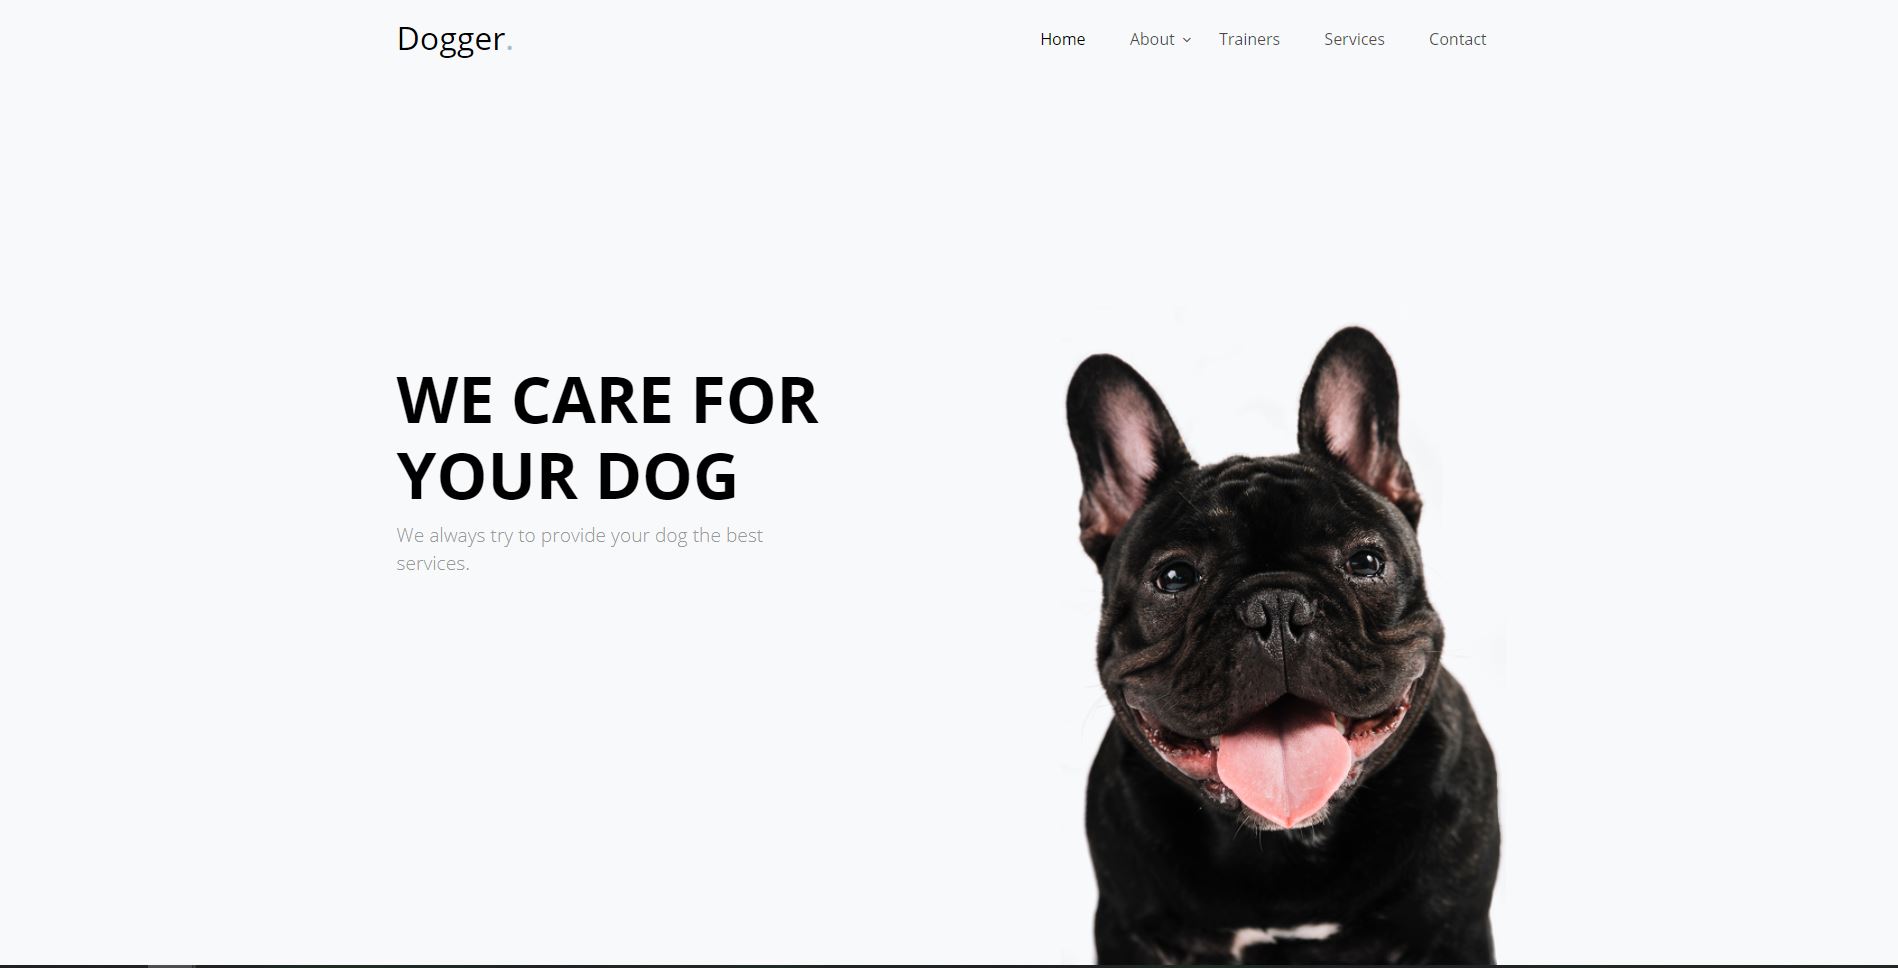 Dogger.
Home About Trainers Services Contact
WE CARE FOR
YOUR DOG
We always try to provide your dog the best
services.